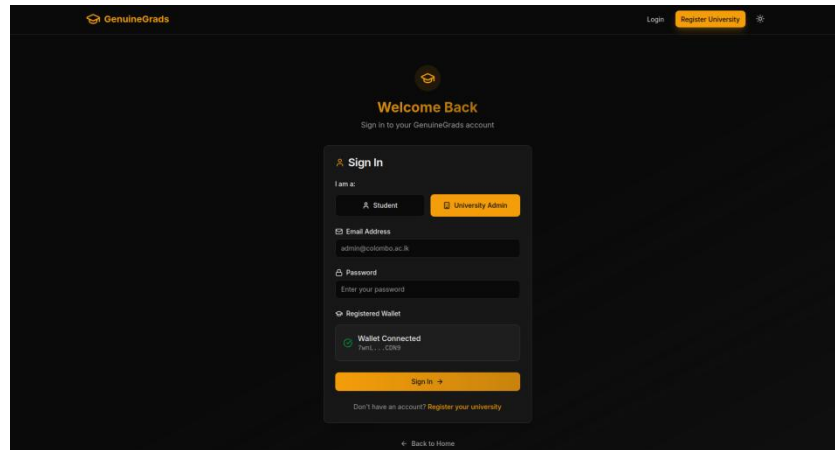 GenuineGrads
Login
Register University
Welcome Back
Sign in to your GenuineGrads account
Sign In
I am a:
Student
University Admin
Email Address
admin@colombo.ac.lk
Password
Enter your password
Registered Wallet
Wallet Connected
7wnL...CDN9
Sign In →
Don't have an account? Register your university
← Back to Home